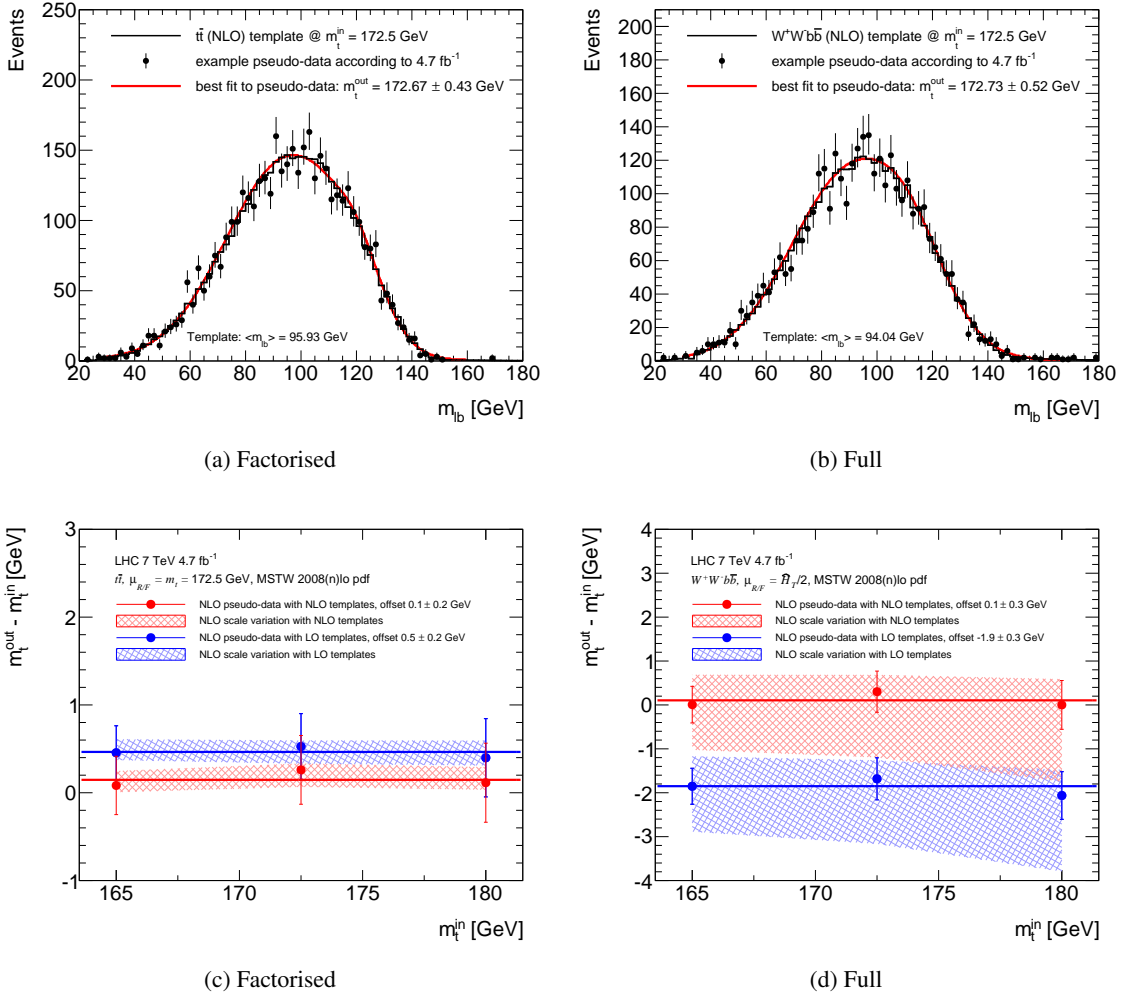 Events
250
200
150
100
50
0
tt̄ (NLO) template @ m_t^in = 172.5 GeV
example pseudo-data according to 4.7 fb⁻¹
best fit to pseudo-data: m_t^out = 172.67 ± 0.43 GeV
Template: <m_lb> = 95.93 GeV
20 40 60 80 100 120 140 160 180
m_lb [GeV]
(a) Factorised
Events
200
180
160
140
120
100
80
60
40
20
0
W⁺W⁻bb̄ (NLO) template @ m_t^in = 172.5 GeV
example pseudo-data according to 4.7 fb⁻¹
best fit to pseudo-data: m_t^out = 172.73 ± 0.52 GeV
Template: <m_lb> = 94.04 GeV
20 40 60 80 100 120 140 160 180
m_lb [GeV]
(b) Full
m_t^out - m_t^in [GeV]
3
2
1
0
-1
LHC 7 TeV 4.7 fb⁻¹
tt̄, μ_R/F = m_t = 172.5 GeV, MSTW 2008(n)lo pdf
NLO pseudo-data with NLO templates, offset 0.1 ± 0.2 GeV
NLO scale variation with NLO templates
NLO pseudo-data with LO templates, offset 0.5 ± 0.2 GeV
NLO scale variation with LO templates
165 170 175 180
m_t^in [GeV]
(c) Factorised
m_t^out - m_t^in [GeV]
4
3
2
1
0
-1
-2
-3
-4
LHC 7 TeV 4.7 fb⁻¹
W⁺W⁻bb̄, μ_R/F = Ĥ_T/2, MSTW 2008(n)lo pdf
NLO pseudo-data with NLO templates, offset 0.1 ± 0.3 GeV
NLO scale variation with NLO templates
NLO pseudo-data with LO templates, offset -1.9 ± 0.3 GeV
NLO scale variation with LO templates
165 170 175 180
m_t^in [GeV]
(d) Full